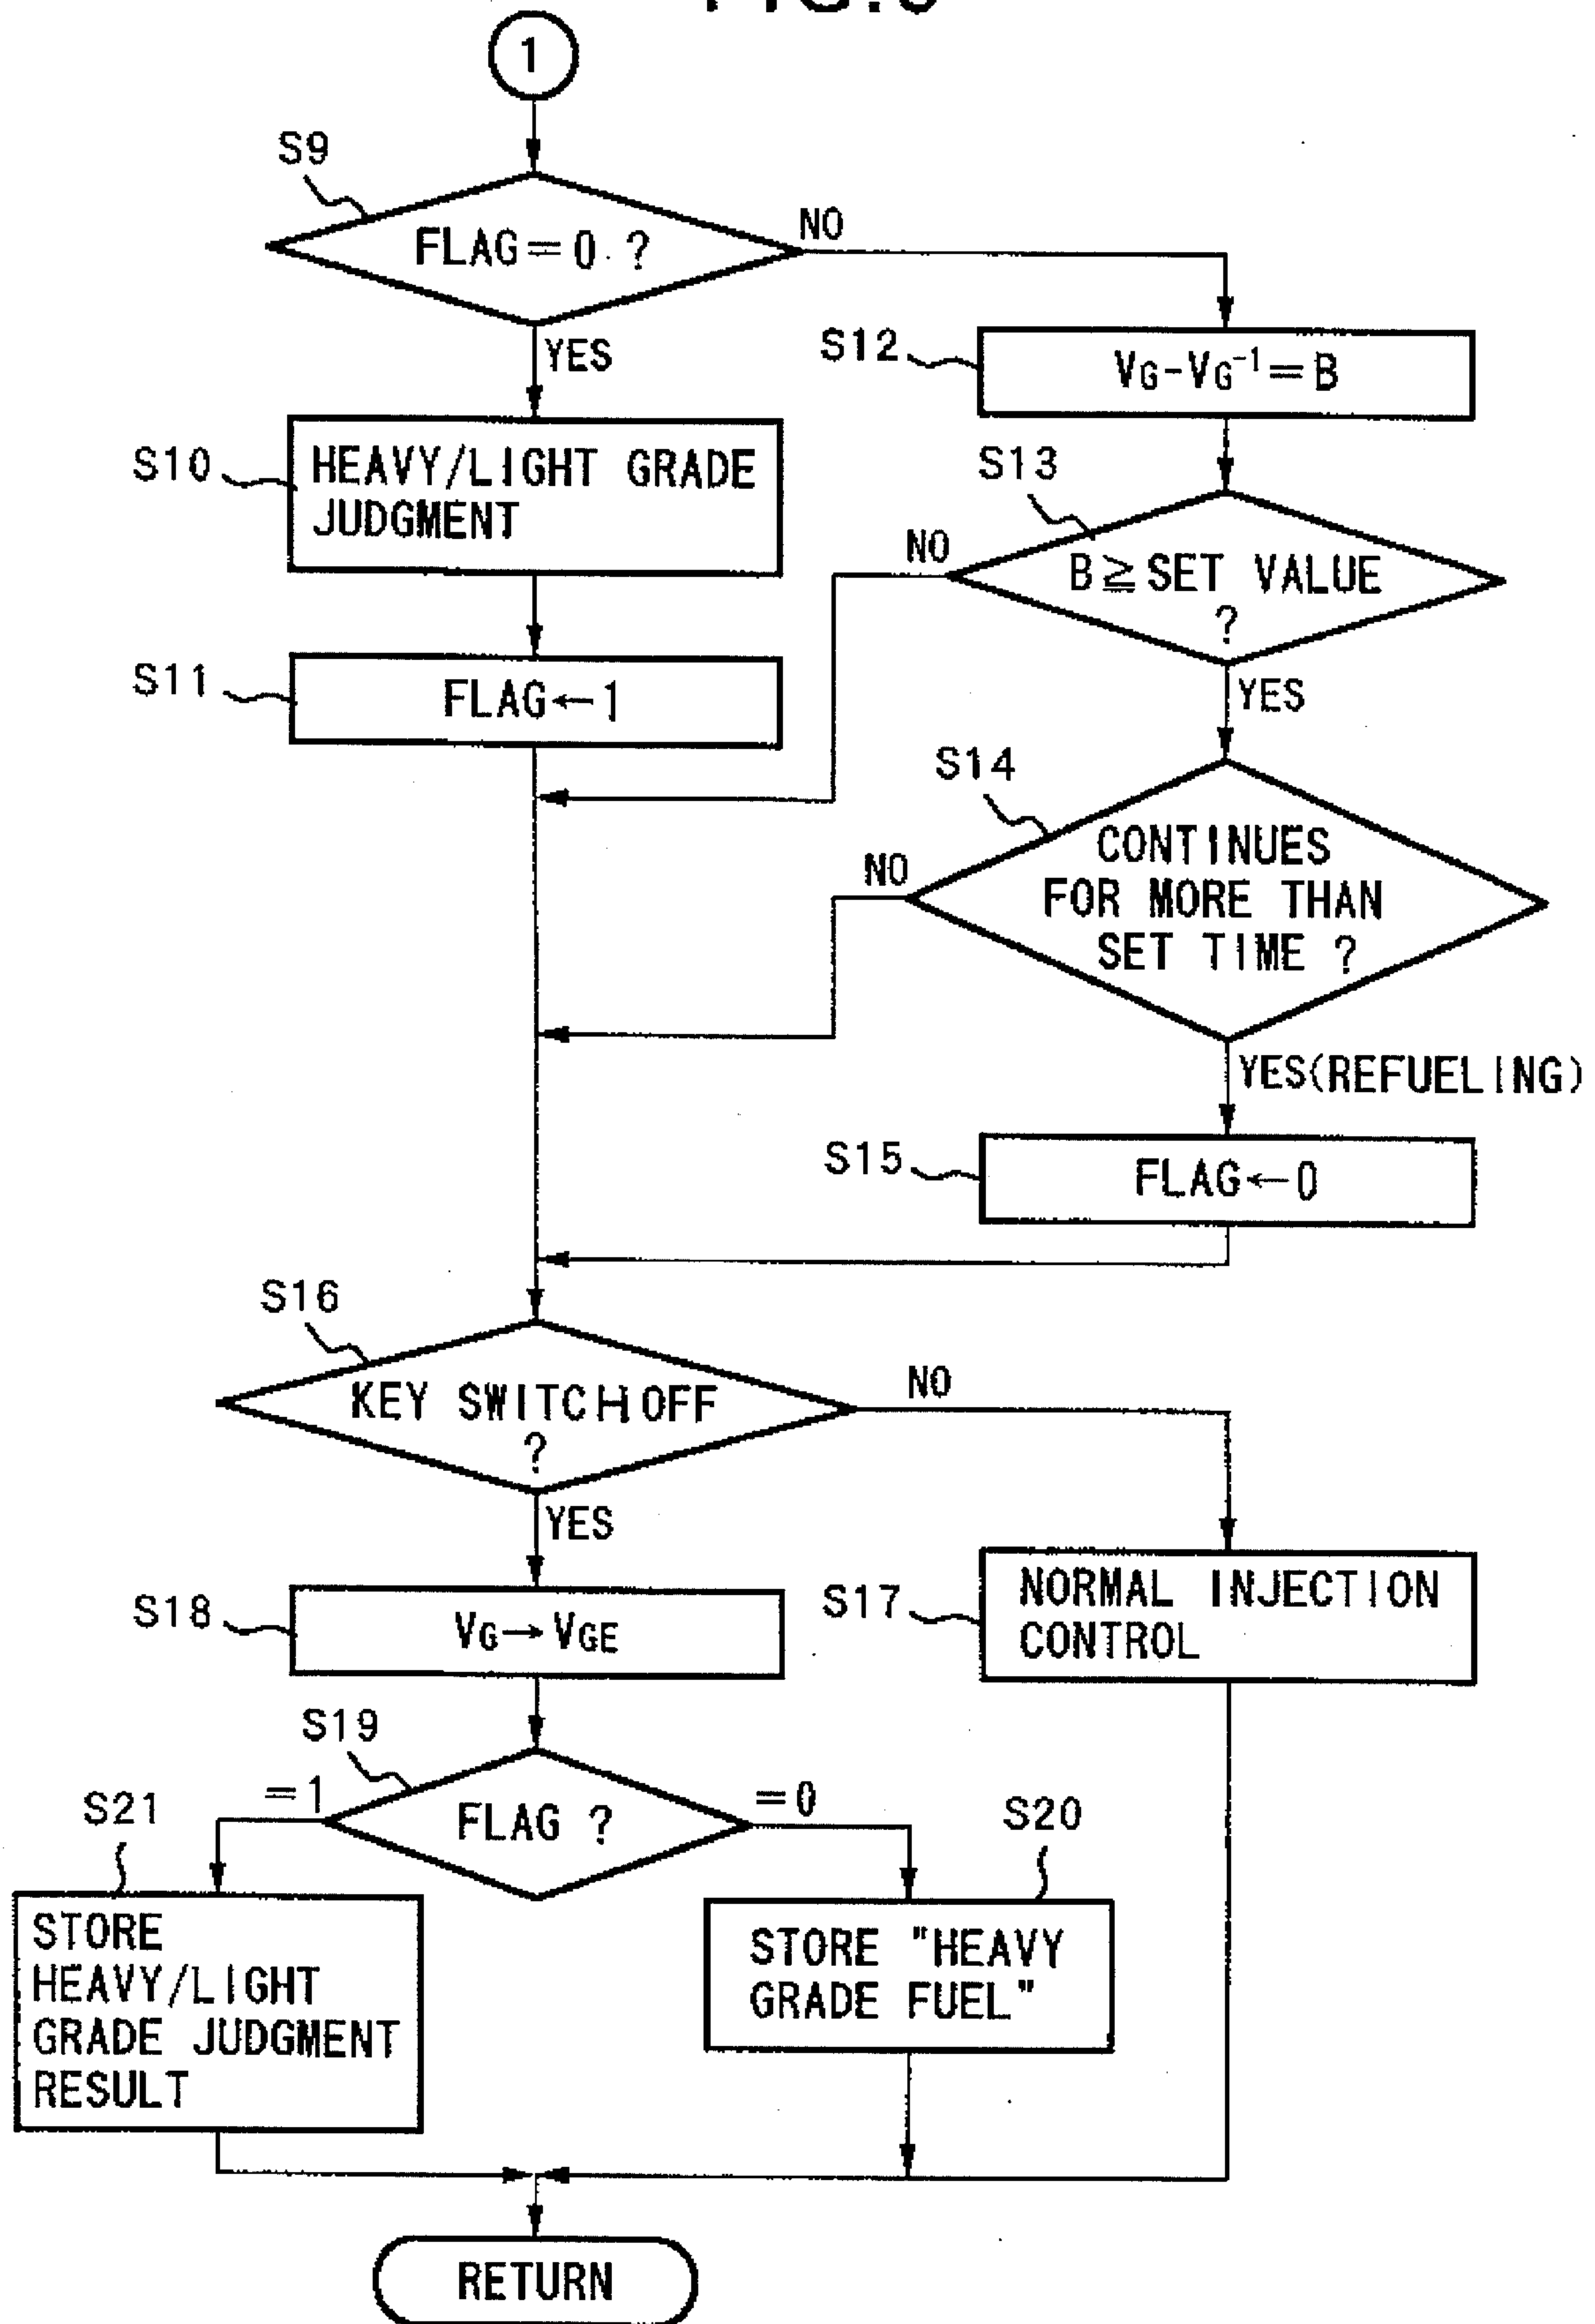 1
S9
FLAG=0 ?
NO
YES
S12
VG-VG⁻¹=B
S10
HEAVY/LIGHT GRADE
JUDGMENT
S13
NO
B≧SET VALUE
?
YES
S11
FLAG←1
S14
NO
CONTINUES
FOR MORE THAN
SET TIME ?
YES(REFUELING)
S15
FLAG←0
S16
KEY SWITCH OFF
?
NO
YES
S18
VG→VGE
S17
NORMAL INJECTION
CONTROL
S19
FLAG ?
=1
=0
S21
STORE
HEAVY/LIGHT
GRADE JUDGMENT
RESULT
S20
STORE "HEAVY
GRADE FUEL"
RETURN